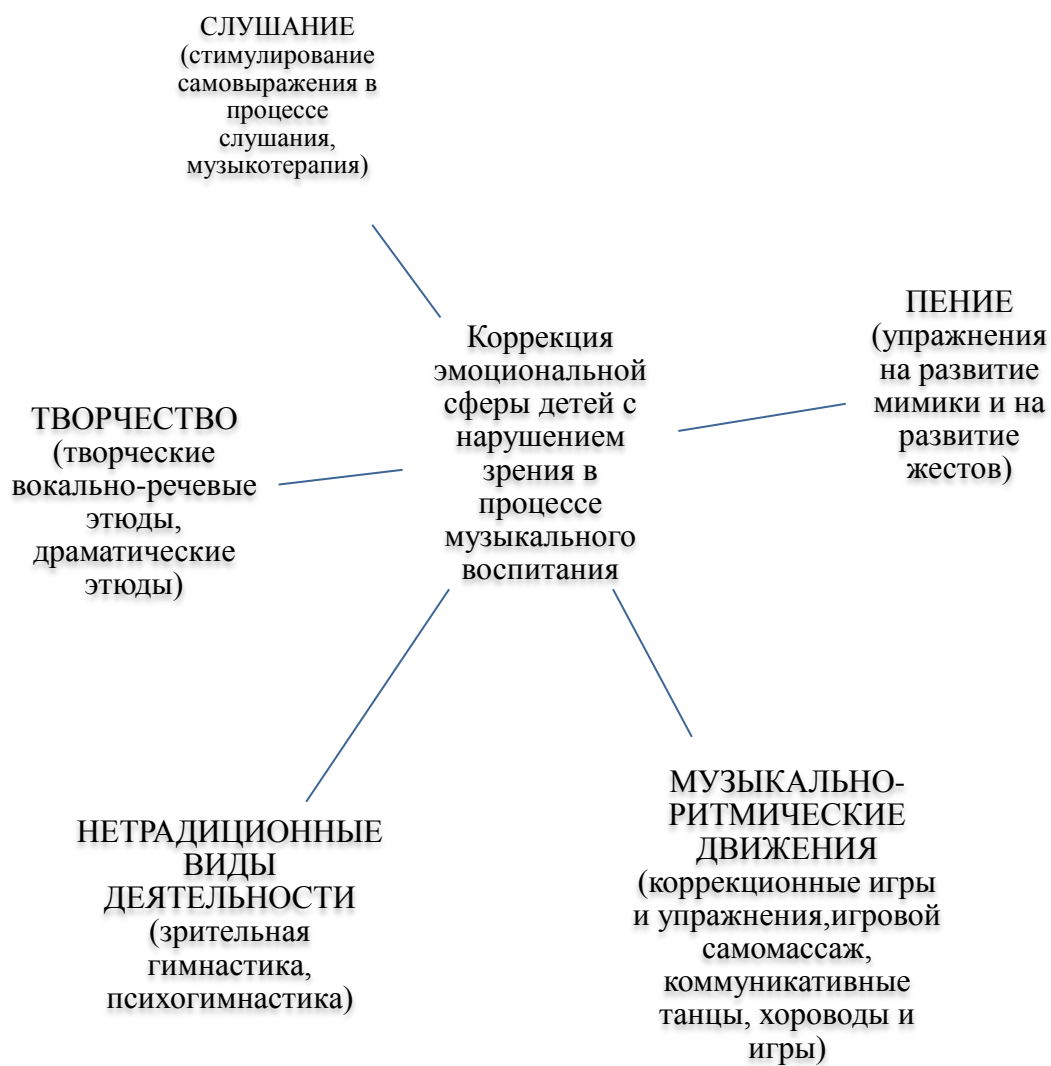 СЛУШАНИЕ
(стимулирование
самовыражения в
процессе
слушания,
музыкотерапия)
ПЕНИЕ
(упражнения
на развитие
мимики и на
развитие
жестов)
Коррекция
эмоциональной
сферы детей с
нарушением
зрения в
процессе
музыкального
воспитания
ТВОРЧЕСТВО
(творческие
вокально-речевые
этюды,
драматические
этюды)
НЕТРАДИЦИОННЫЕ
ВИДЫ
ДЕЯТЕЛЬНОСТИ
(зрительная
гимнастика,
психогимнастика)
МУЗЫКАЛЬНО-
РИТМИЧЕСКИЕ
ДВИЖЕНИЯ
(коррекционные игры
и упражнения,игровой
самомассаж,
коммуникативные
танцы, хороводы и
игры)